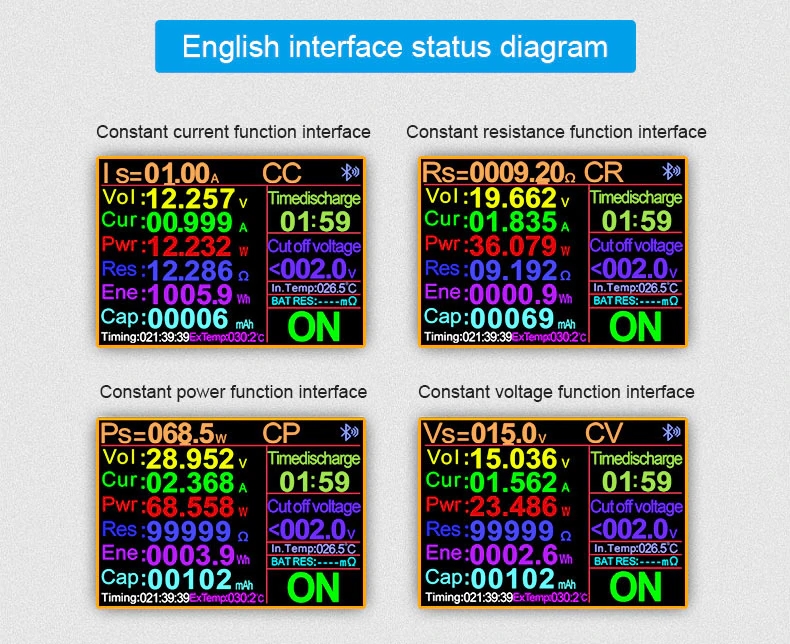 English interface status diagram
Constant current function interface
Is=01.00A CC
Vol:12.257 V
Cur:00.999 A
Pwr:12.232 W
Res:12.286 Ω
Ene:1005.9 Wh
Cap:00006 mAh
Timing:021:39:39 ExTemp:030:2℃
Timedischarge
01:59
Cut off voltage
<002.0V
In.Temp:026.5℃
BAT RES:----mΩ
ON
Constant resistance function interface
Rs=0009.20Ω CR
Vol:19.662 V
Cur:01.835 A
Pwr:36.079 W
Res:09.192 Ω
Ene:0000.9 Wh
Cap:00069 mAh
Timing:021:39:39 ExTemp:030:2℃
Timedischarge
01:59
Cut off voltage
<002.0V
In.Temp:026.5℃
BAT RES:----mΩ
ON
Constant power function interface
Ps=068.5W CP
Vol:28.952 V
Cur:02.368 A
Pwr:68.558 W
Res:99999 Ω
Ene:0003.9 Wh
Cap:00102 mAh
Timing:021:39:39 ExTemp:030:2℃
Timedischarge
01:59
Cut off voltage
<002.0V
In.Temp:026.5℃
BAT RES:----mΩ
ON
Constant voltage function interface
Vs=015.0V CV
Vol:15.036 V
Cur:01.562 A
Pwr:23.486 W
Res:99999 Ω
Ene:0002.6 Wh
Cap:00102 mAh
Timing:021:39:39 ExTemp:030:2℃
Timedischarge
01:59
Cut off voltage
<002.0V
In.Temp:026.5℃
BAT RES:----mΩ
ON